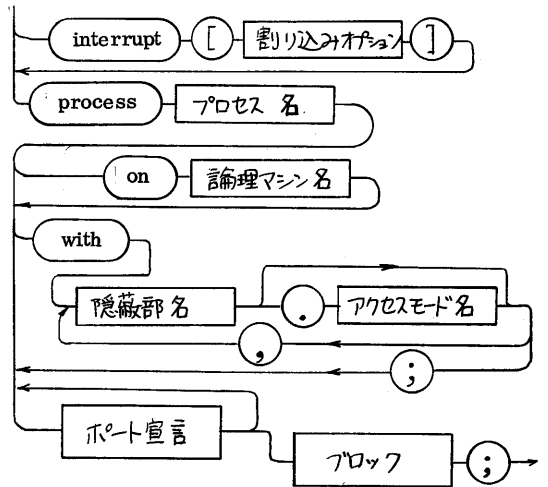 interrupt [ 割り込みオプション ]
process プロセス名
on 論理マシン名
with
隠蔽部名 . アクセスモード名
,
;
ポート宣言
ブロック ;